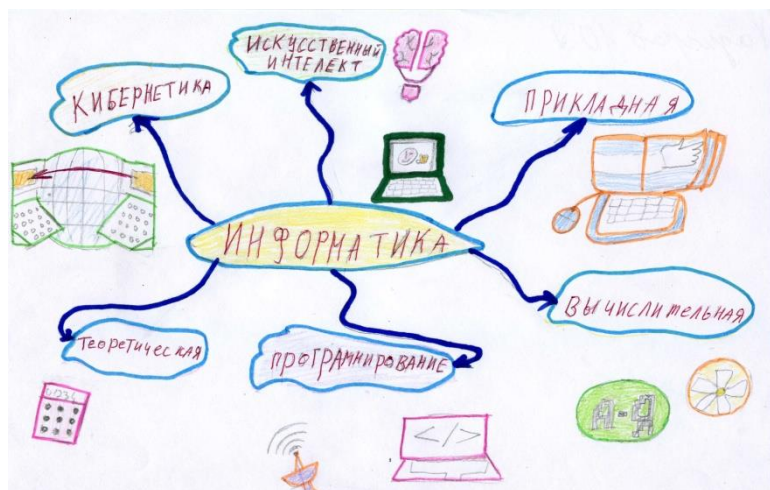 ИСКУССТВЕННЫЙ
ИНТЕЛЕКТ
КИБЕРНЕТИКА
ПРИКЛАДНАЯ
ИНФОРМАТИКА
ВЫЧИСЛИТЕЛЬНАЯ
теоретическая
ПРОГРАММИРОВАНИЕ
</>